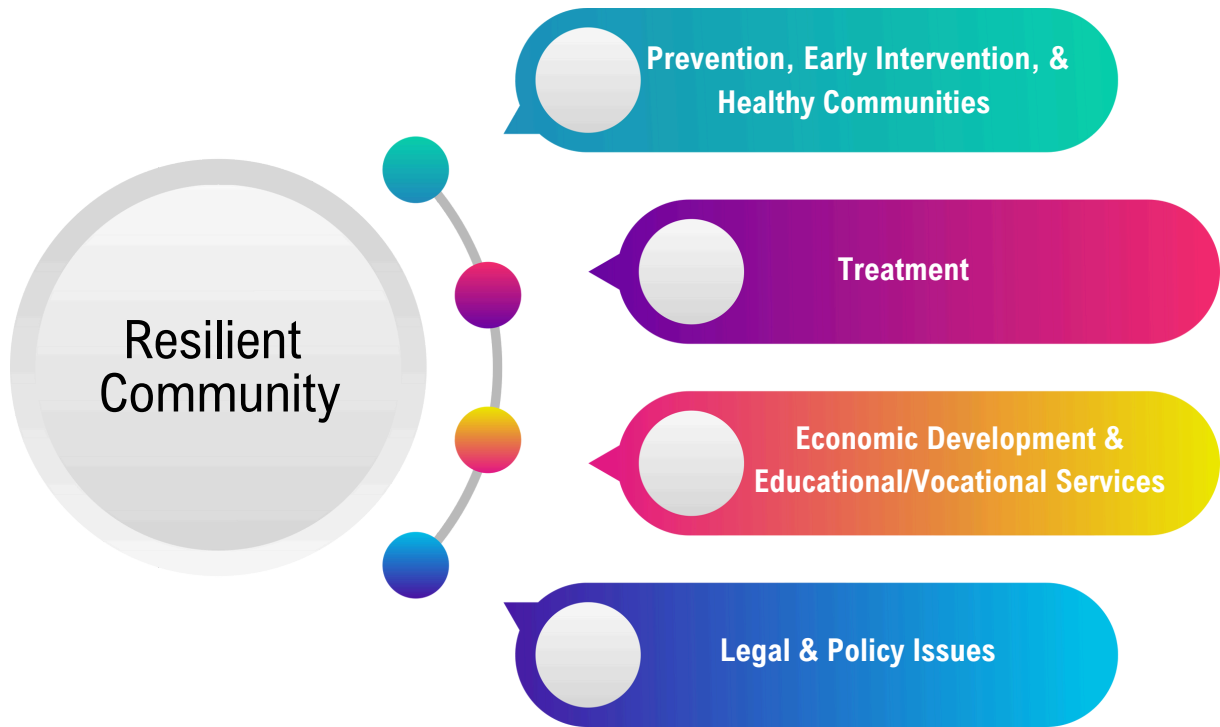 Resilient
Community
Prevention, Early Intervention, &
Healthy Communities
Treatment
Economic Development &
Educational/Vocational Services
Legal & Policy Issues